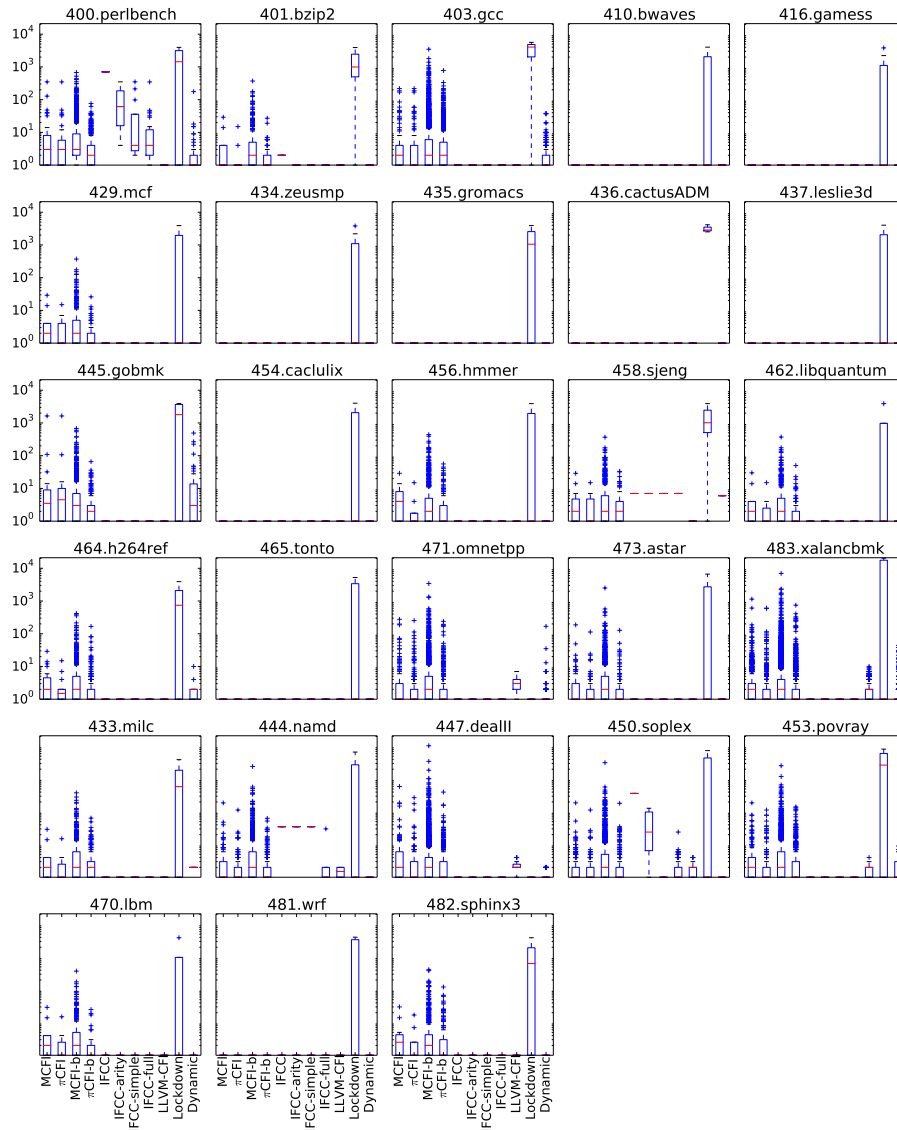 400.perlbench 401.bzip2 403.gcc 410.bwaves 416.gamess
10^4
10^3
10^2
10^1
10^0
429.mcf 434.zeusmp 435.gromacs 436.cactusADM 437.leslie3d
10^4
10^3
10^2
10^1
10^0
445.gobmk 454.caclulix 456.hmmer 458.sjeng 462.libquantum
10^4
10^3
10^2
10^1
10^0
464.h264ref 465.tonto 471.omnetpp 473.astar 483.xalancbmk
10^4
10^3
10^2
10^1
10^0
433.milc 444.namd 447.dealII 450.soplex 453.povray
470.lbm 481.wrf 482.sphinx3
MCFI πCFI MCFI-b πCFI-b IFCC IFCC-arity FCC-simple IFCC-full LLVM-CFI Lockdown Dynamic
MCFI πCFI MCFI-b πCFI-b IFCC IFCC-arity FCC-simple IFCC-full LLVM-CFI Lockdown Dynamic
MCFI πCFI MCFI-b πCFI-b IFCC IFCC-arity FCC-simple IFCC-full LLVM-CFI Lockdown Dynamic